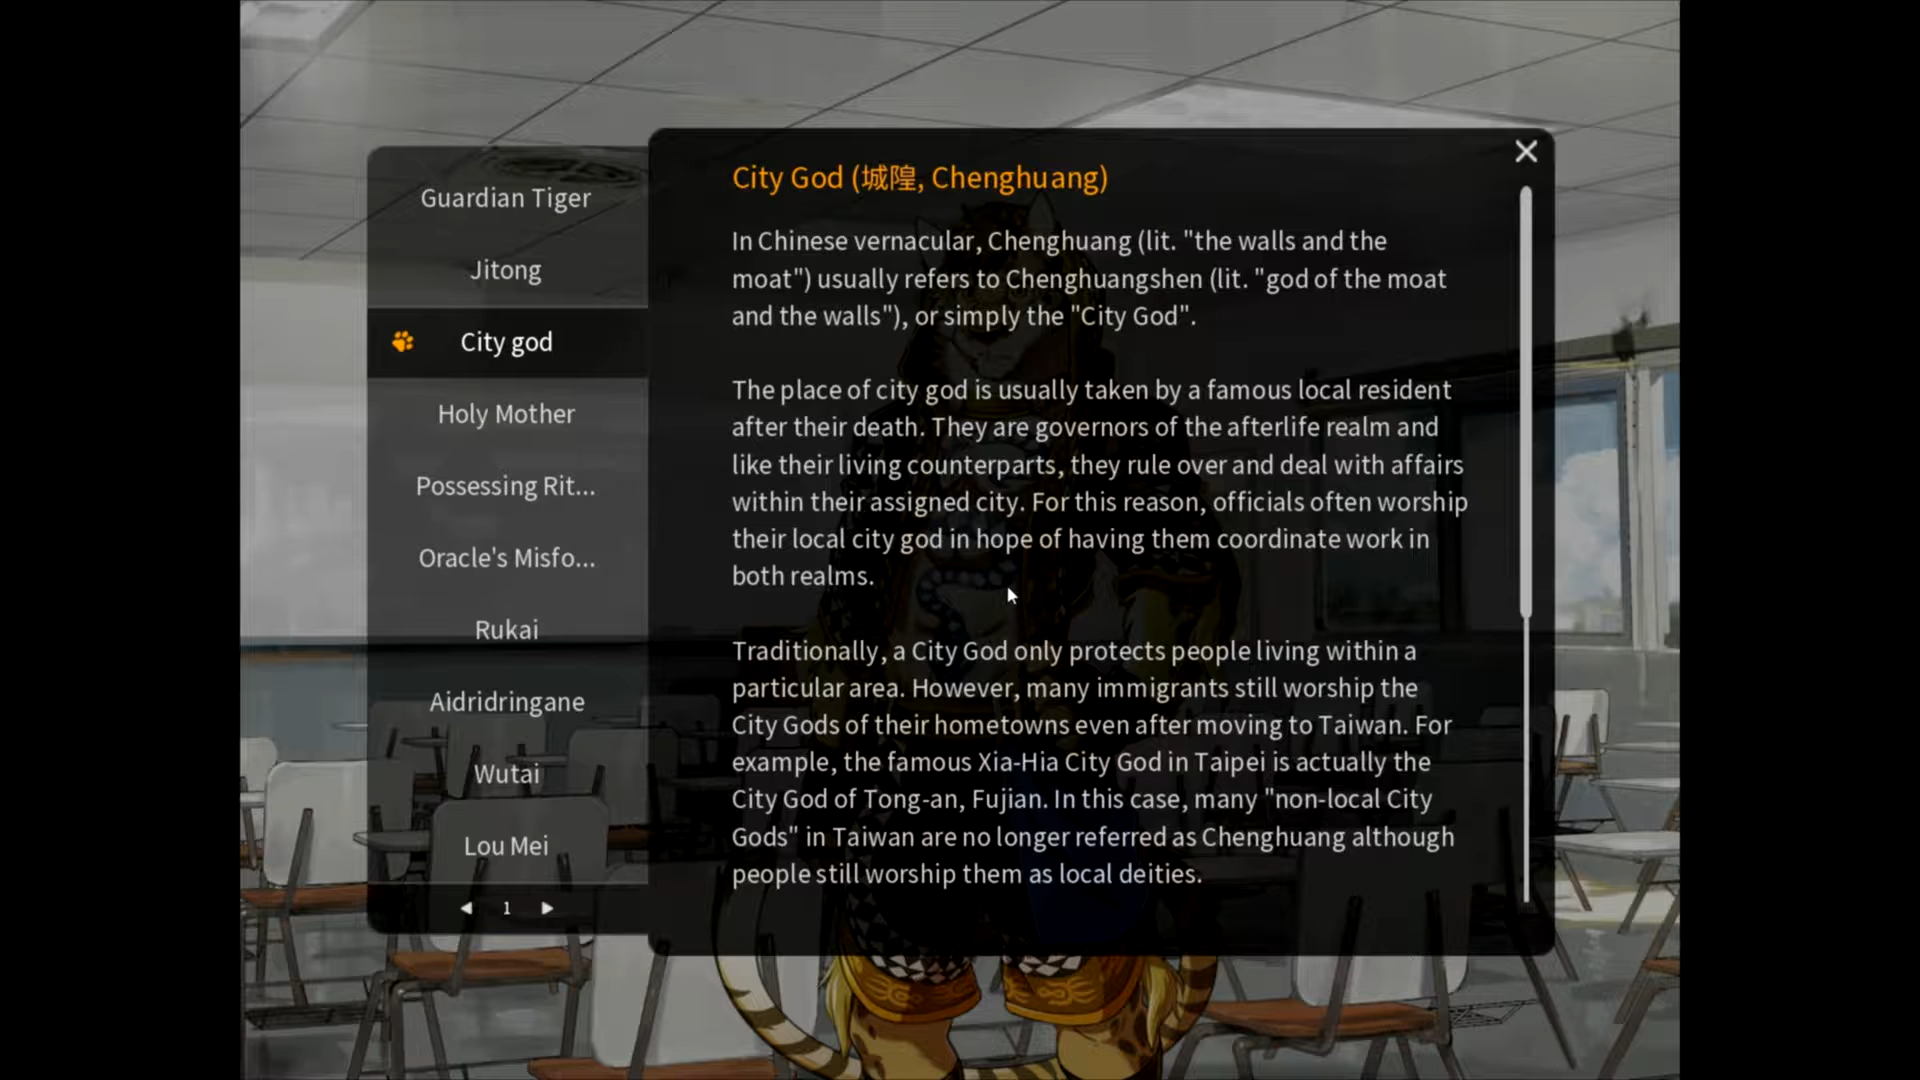 Guardian Tiger
Jitong
City god
Holy Mother
Possessing Rit...
Oracle's Misfo...
Rukai
Aidridringane
Wutai
Lou Mei
1
City God (城隍, Chenghuang)
In Chinese vernacular, Chenghuang (lit. "the walls and the
moat") usually refers to Chenghuangshen (lit. "god of the moat
and the walls"), or simply the "City God".
The place of city god is usually taken by a famous local resident
after their death. They are governors of the afterlife realm and
like their living counterparts, they rule over and deal with affairs
within their assigned city. For this reason, officials often worship
their local city god in hope of having them coordinate work in
both realms.
Traditionally, a City God only protects people living within a
particular area. However, many immigrants still worship the
City Gods of their hometowns even after moving to Taiwan. For
example, the famous Xia-Hia City God in Taipei is actually the
City God of Tong-an, Fujian. In this case, many "non-local City
Gods" in Taiwan are no longer referred as Chenghuang although
people still worship them as local deities.